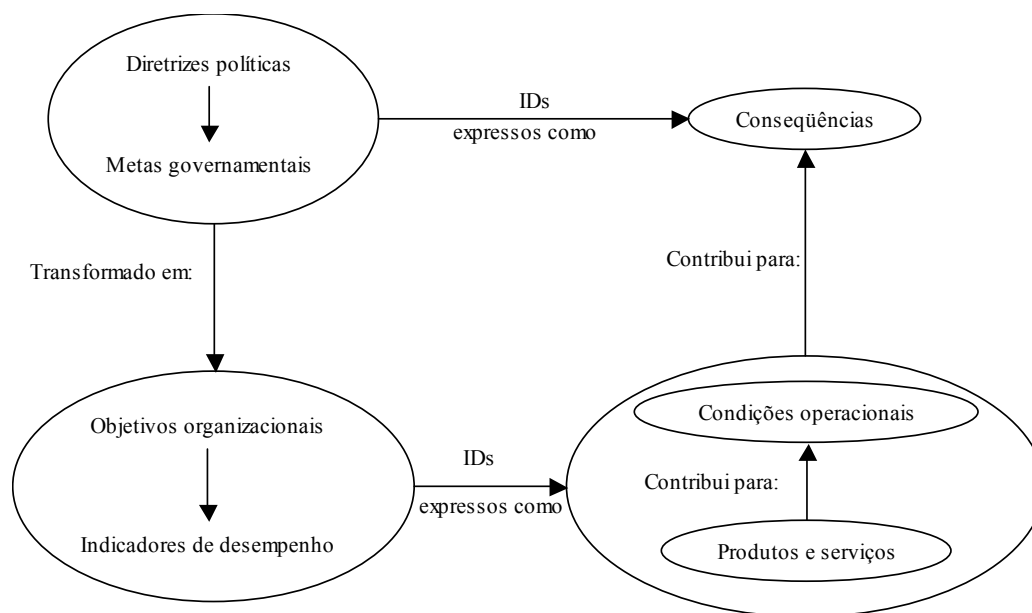 Diretrizes políticas
Metas governamentais
IDs
expressos como
Conseqüências
Transformado em:
Contribui para:
Objetivos organizacionais
Indicadores de desempenho
IDs
expressos como
Condições operacionais
Contribui para:
Produtos e serviços